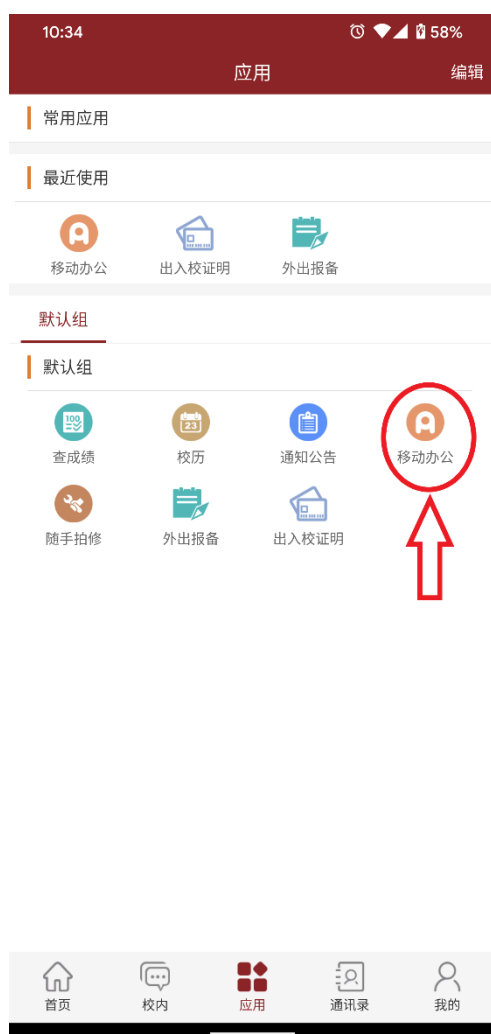 10:34 58%
应用 编辑
常用应用
最近使用
移动办公 出入校证明 外出报备
默认组
默认组
100 23
查成绩 校历 通知公告 移动办公
随手拍修 外出报备 出入校证明
首页 校内 应用 通讯录 我的